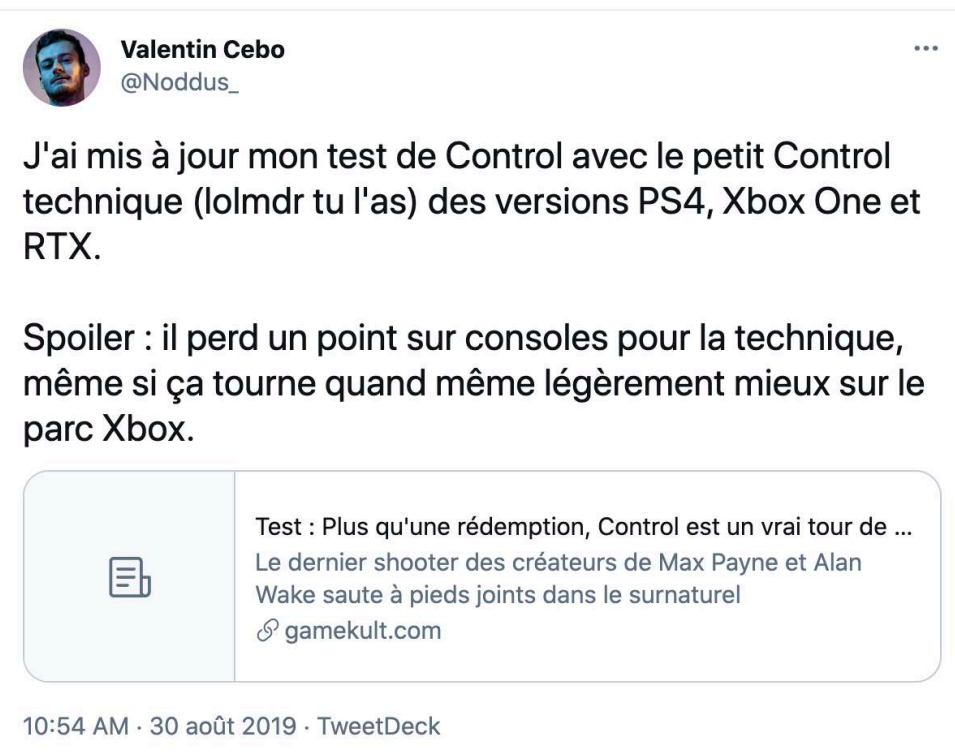 Valentin Cebo
@Noddus_
J'ai mis à jour mon test de Control avec le petit Control
technique (lolmdr tu l'as) des versions PS4, Xbox One et
RTX.
Spoiler : il perd un point sur consoles pour la technique,
même si ça tourne quand même légèrement mieux sur le
parc Xbox.
Test : Plus qu'une rédemption, Control est un vrai tour de ...
Le dernier shooter des créateurs de Max Payne et Alan
Wake saute à pieds joints dans le surnaturel
gamekult.com
10:54 AM · 30 août 2019 · TweetDeck